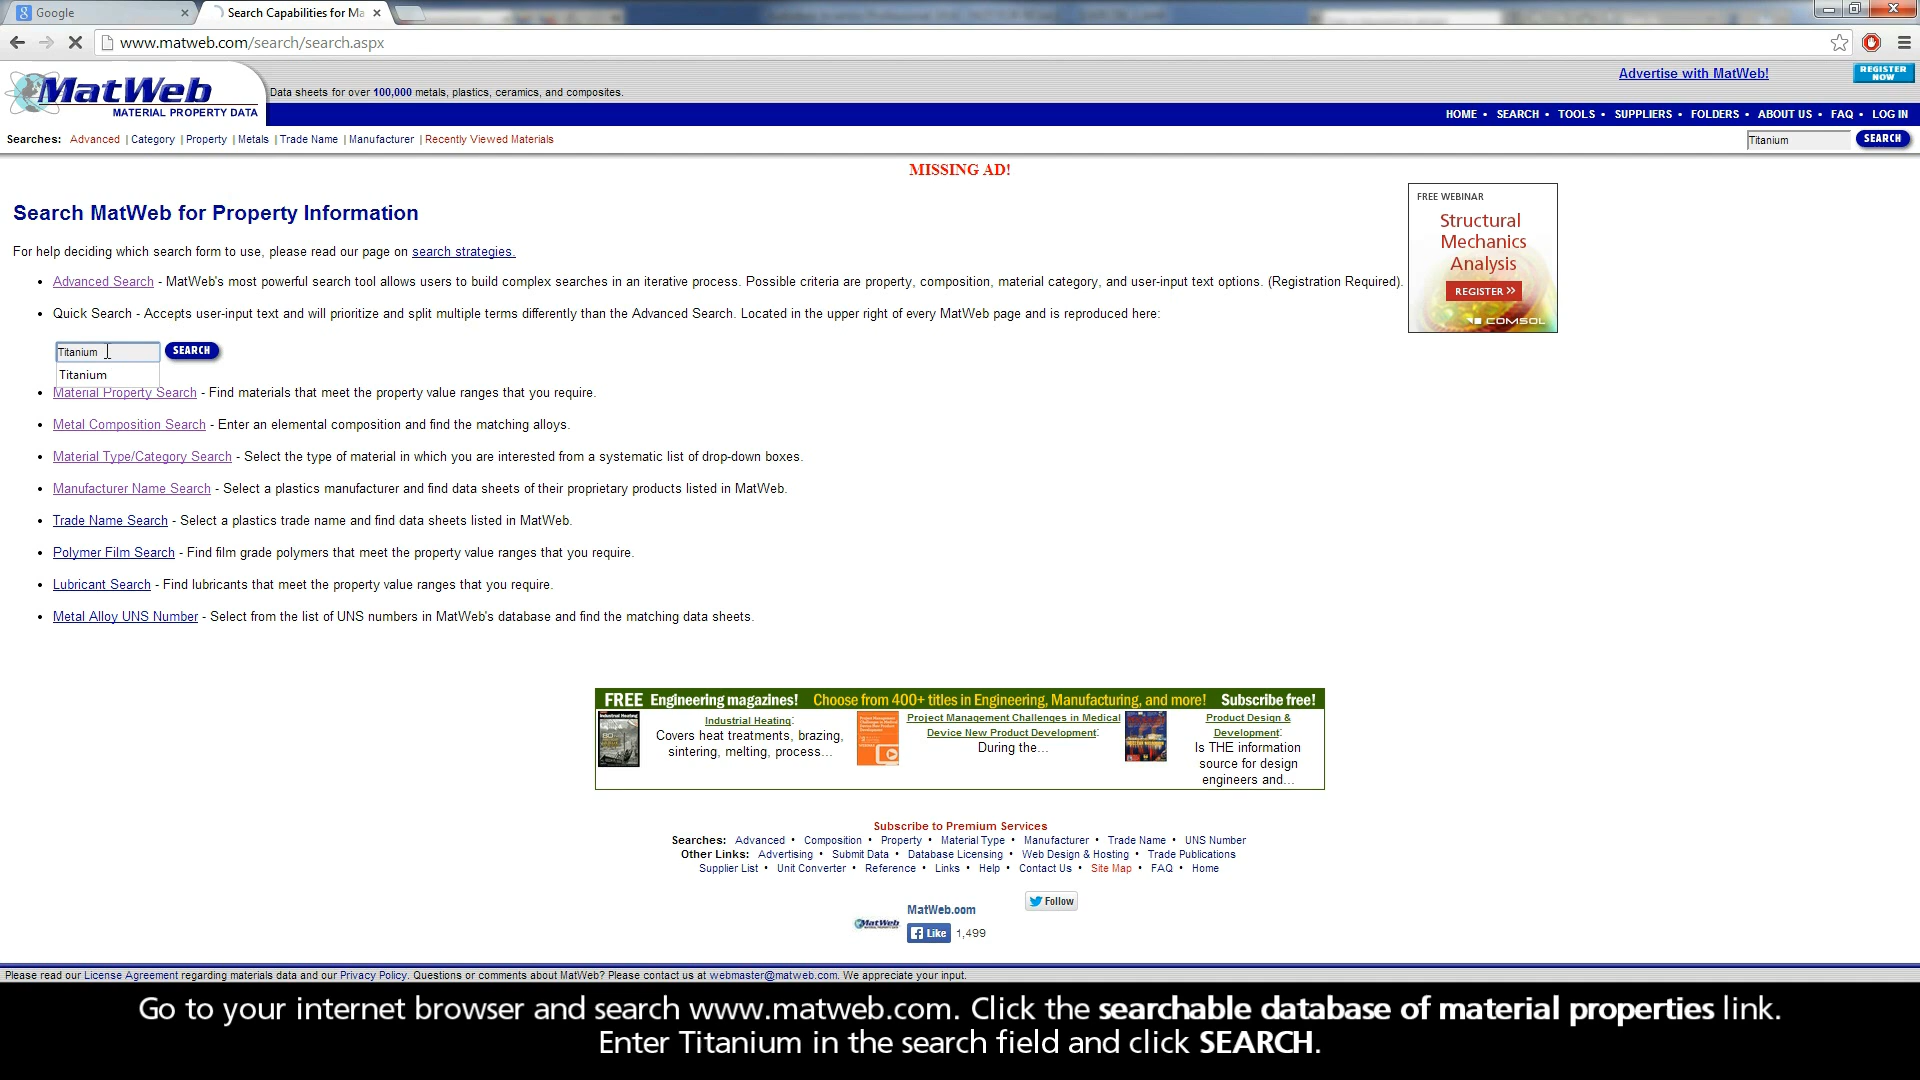 Google
Search Capabilities for Ma
www.matweb.com/search/search.aspx
MatWeb
MATERIAL PROPERTY DATA
Data sheets for over 100,000 metals, plastics, ceramics, and composites.
Advertise with MatWeb!
REGISTER NOW
HOME • SEARCH • TOOLS • SUPPLIERS • FOLDERS • ABOUT US • FAQ • LOG IN
Searches: Advanced | Category | Property | Metals | Trade Name | Manufacturer | Recently Viewed Materials
Titanium SEARCH
MISSING AD!
Search MatWeb for Property Information
For help deciding which search form to use, please read our page on search strategies.
• Advanced Search - MatWeb's most powerful search tool allows users to build complex searches in an iterative process. Possible criteria are property, composition, material category, and user-input text options. (Registration Required).
• Quick Search - Accepts user-input text and will prioritize and split multiple terms differently than the Advanced Search. Located in the upper right of every MatWeb page and is reproduced here:
Titanium SEARCH
Titanium
• Material Property Search - Find materials that meet the property value ranges that you require.
• Metal Composition Search - Enter an elemental composition and find the matching alloys.
• Material Type/Category Search - Select the type of material in which you are interested from a systematic list of drop-down boxes.
• Manufacturer Name Search - Select a plastics manufacturer and find data sheets of their proprietary products listed in MatWeb.
• Trade Name Search - Select a plastics trade name and find data sheets listed in MatWeb.
• Polymer Film Search - Find film grade polymers that meet the property value ranges that you require.
• Lubricant Search - Find lubricants that meet the property value ranges that you require.
• Metal Alloy UNS Number - Select from the list of UNS numbers in MatWeb's database and find the matching data sheets.
FREE WEBINAR
Structural
Mechanics
Analysis
REGISTER >>
COMSOL
FREE Engineering magazines! Choose from 400+ titles in Engineering, Manufacturing, and more! Subscribe free!
Industrial Heating:
Covers heat treatments, brazing,
sintering, melting, process...
Project Management Challenges in Medical
Device New Product Development:
During the...
Product Design &
Development:
Is THE information
source for design
engineers and...
Subscribe to Premium Services
Searches: Advanced • Composition • Property • Material Type • Manufacturer • Trade Name • UNS Number
Other Links: Advertising • Submit Data • Database Licensing • Web Design & Hosting • Trade Publications
Supplier List • Unit Converter • Reference • Links • Help • Contact Us • Site Map • FAQ • Home
Follow
MatWeb
MatWeb.com
Like 1,499
Please read our License Agreement regarding materials data and our Privacy Policy. Questions or comments about MatWeb? Please contact us at webmaster@matweb.com. We appreciate your input.
Go to your internet browser and search www.matweb.com. Click the searchable database of material properties link.
Enter Titanium in the search field and click SEARCH.